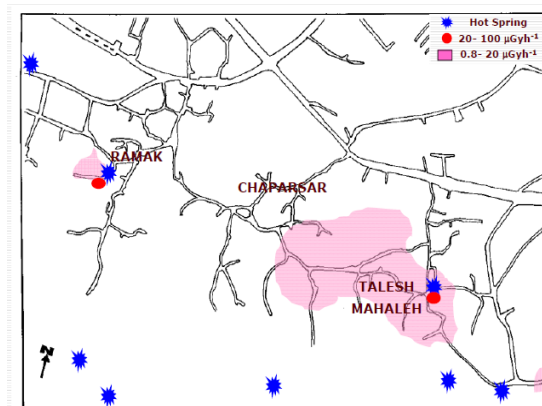 Hot Spring
20- 100 μGyh⁻¹
0.8- 20 μGyh⁻¹
RAMAK
CHAPARSAR
TALESH
MAHALEH
N